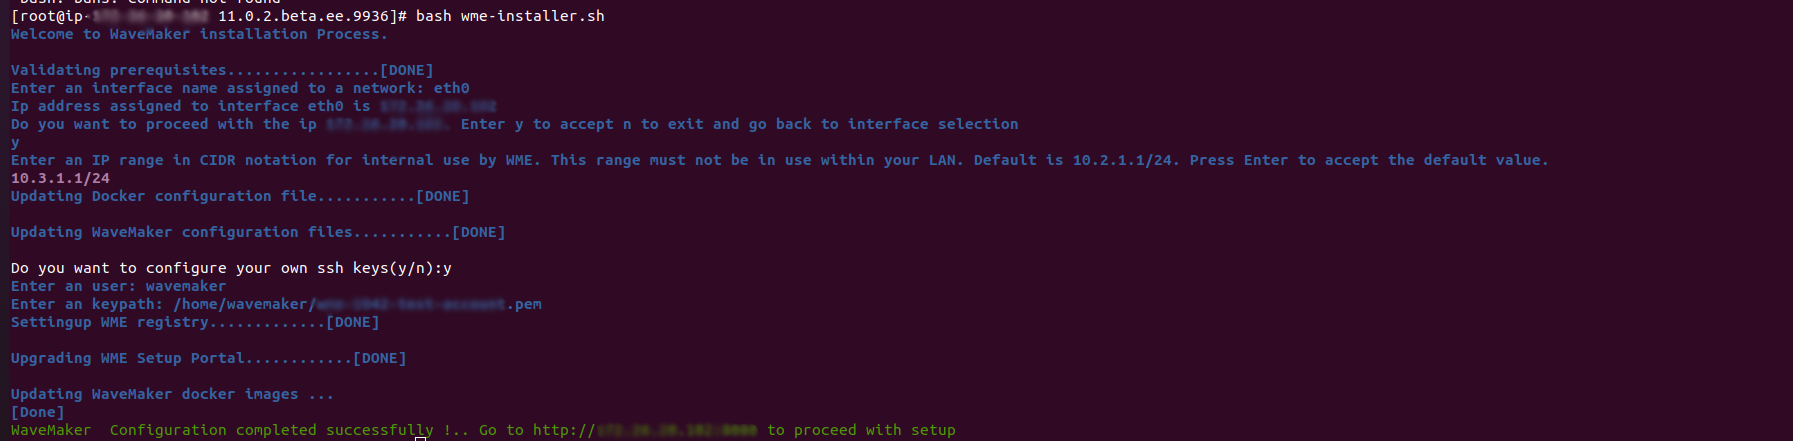 [root@ip- 11.0.2.beta.ee.9936]# bash wme-installer.sh
Welcome to WaveMaker installation Process.
Validating prerequisites.................[DONE]
Enter an interface name assigned to a network: eth0
Ip address assigned to interface eth0 is
Do you want to proceed with the ip Enter y to accept n to exit and go back to interface selection
y
Enter an IP range in CIDR notation for internal use by WME. This range must not be in use within your LAN. Default is 10.2.1.1/24. Press Enter to accept the default value.
10.3.1.1/24
Updating Docker configuration file...........[DONE]
Updating WaveMaker configuration files...........[DONE]
Do you want to configure your own ssh keys(y/n):y
Enter an user: wavemaker
Enter an keypath: /home/wavemaker/ .pem
Settingup WME registry.............[DONE]
Upgrading WME Setup Portal............[DONE]
Updating WaveMaker docker images ...
[Done]
WaveMaker  Configuration completed successfully !.. Go to http:// to proceed with setup